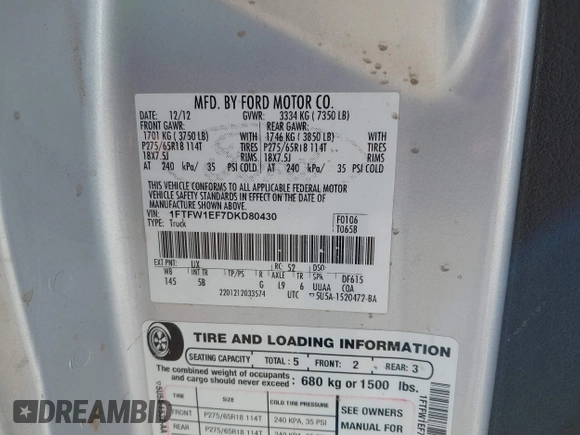 MFD. BY FORD MOTOR CO.
DATE: 12/12 GVWR: 3334 KG ( 7350 LB)
FRONT GAWR: REAR GAWR:
1701 KG ( 3750 LB) WITH 1746 KG ( 3850 LB) WITH
P275/65R18 114T TIRES P275/65R18 114T TIRES
18X7.5J RIMS 18X7.5J RIMS
AT 240 kPa/ 35 PSI COLD AT 240 kPa/ 35 PSI COLD
THIS VEHICLE CONFORMS TO ALL APPLICABLE FEDERAL MOTOR
VEHICLE SAFETY STANDARDS IN EFFECT ON THE DATE OF
MANUFACTURE SHOWN ABOVE.
VIN: 1FTFW1EF7DKD80430
TYPE: Truck
F0106
T0658
EXT PNT: UX RC: 52 DSO:
WB INT TR TP/PS R AXLE TR SPR DF615
145 5B G L9 6 UUAA CQA
2201212033574 UTC 5U5A-1520472-BA
TIRE AND LOADING INFORMATION
SEATING CAPACITY TOTAL : 5 FRONT: 2 REAR: 3
The combined weight of occupants
and cargo should never exceed : 680 kg or 1500 lbs.
TIRE SIZE COLD TIRE PRESSURE
FRONT P275/65R18 114T 240 KPA, 35 PSI
REAR P275/65R18 114T 240 KPA, 35 PSI
SEE OWNERS
MANUAL FOR
1FTFW1EF7
DREAMBID